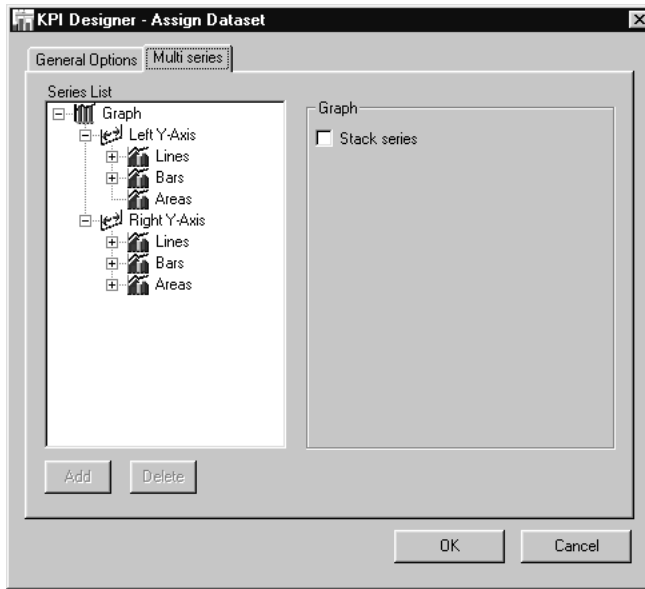 KPI Designer - Assign Dataset
General Options
Multi series
Series List
Graph
Left Y-Axis
Lines
Bars
Areas
Right Y-Axis
Lines
Bars
Areas
Graph
Stack series
Add
Delete
OK
Cancel